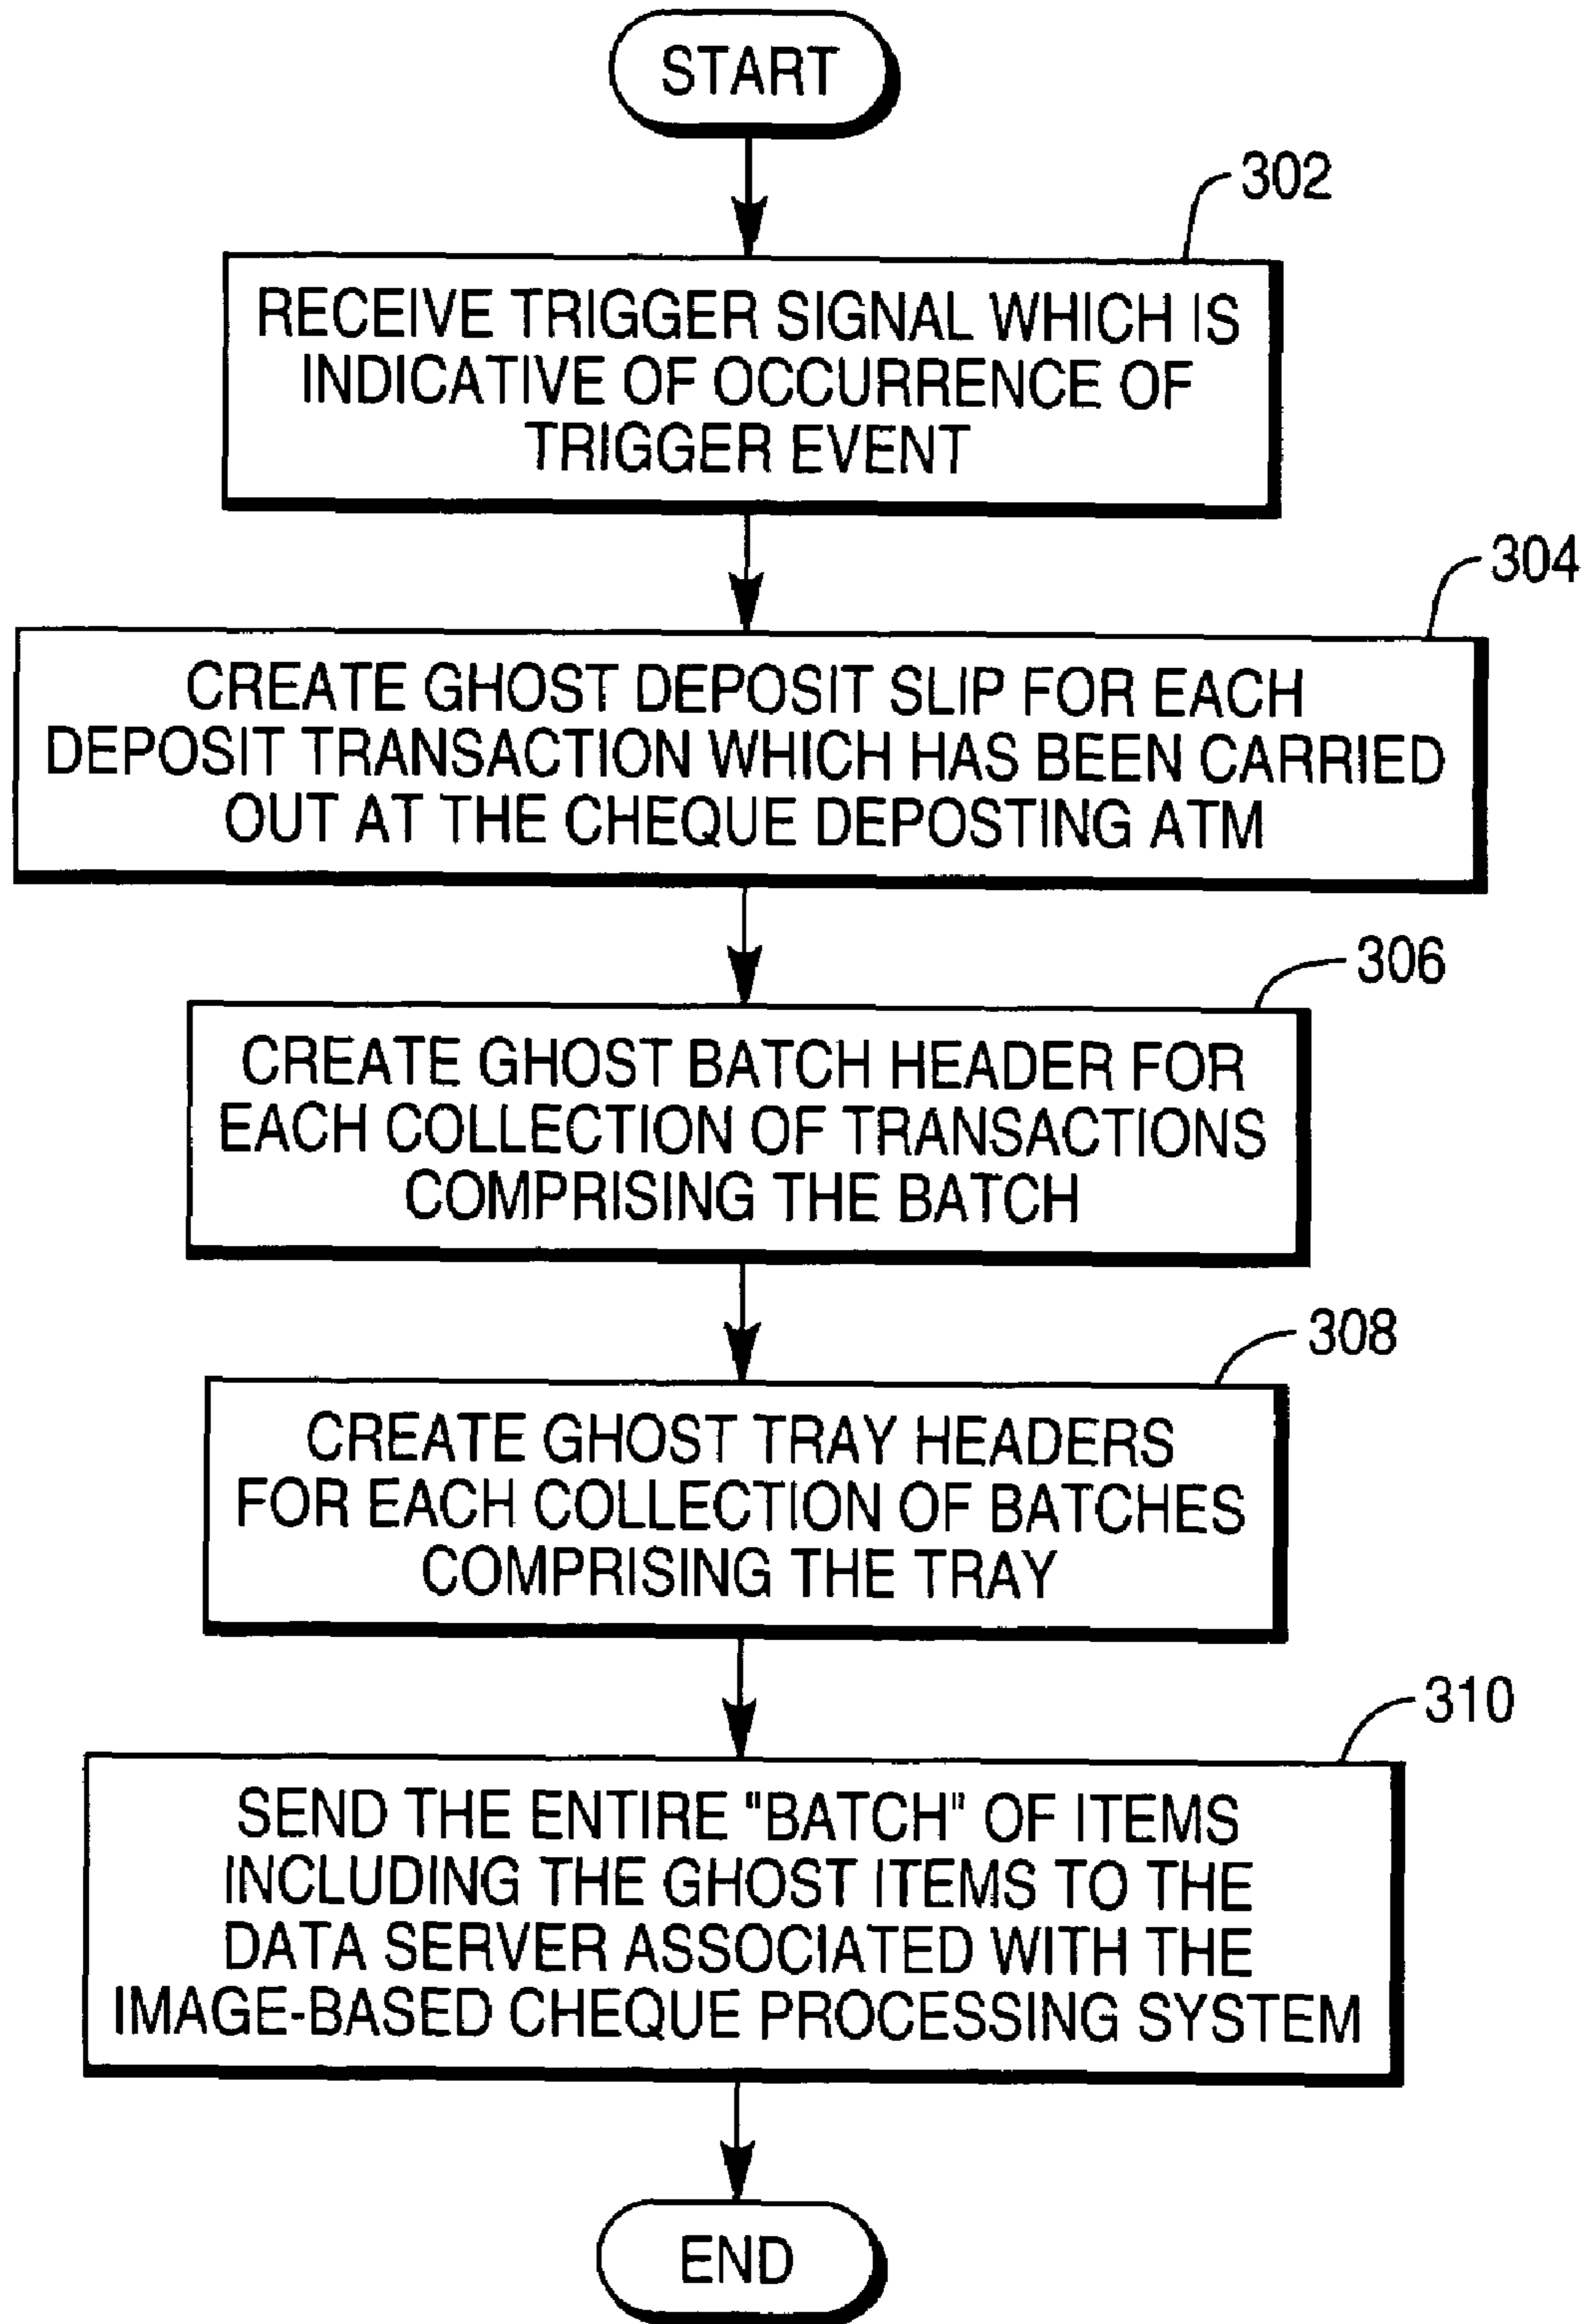 START
302
RECEIVE TRIGGER SIGNAL WHICH IS
INDICATIVE OF OCCURRENCE OF
TRIGGER EVENT
304
CREATE GHOST DEPOSIT SLIP FOR EACH
DEPOSIT TRANSACTION WHICH HAS BEEN CARRIED
OUT AT THE CHEQUE DEPOSTING ATM
306
CREATE GHOST BATCH HEADER FOR
EACH COLLECTION OF TRANSACTIONS
COMPRISING THE BATCH
308
CREATE GHOST TRAY HEADERS
FOR EACH COLLECTION OF BATCHES
COMPRISING THE TRAY
310
SEND THE ENTIRE "BATCH" OF ITEMS
INCLUDING THE GHOST ITEMS TO THE
DATA SERVER ASSOCIATED WITH THE
IMAGE-BASED CHEQUE PROCESSING SYSTEM
END